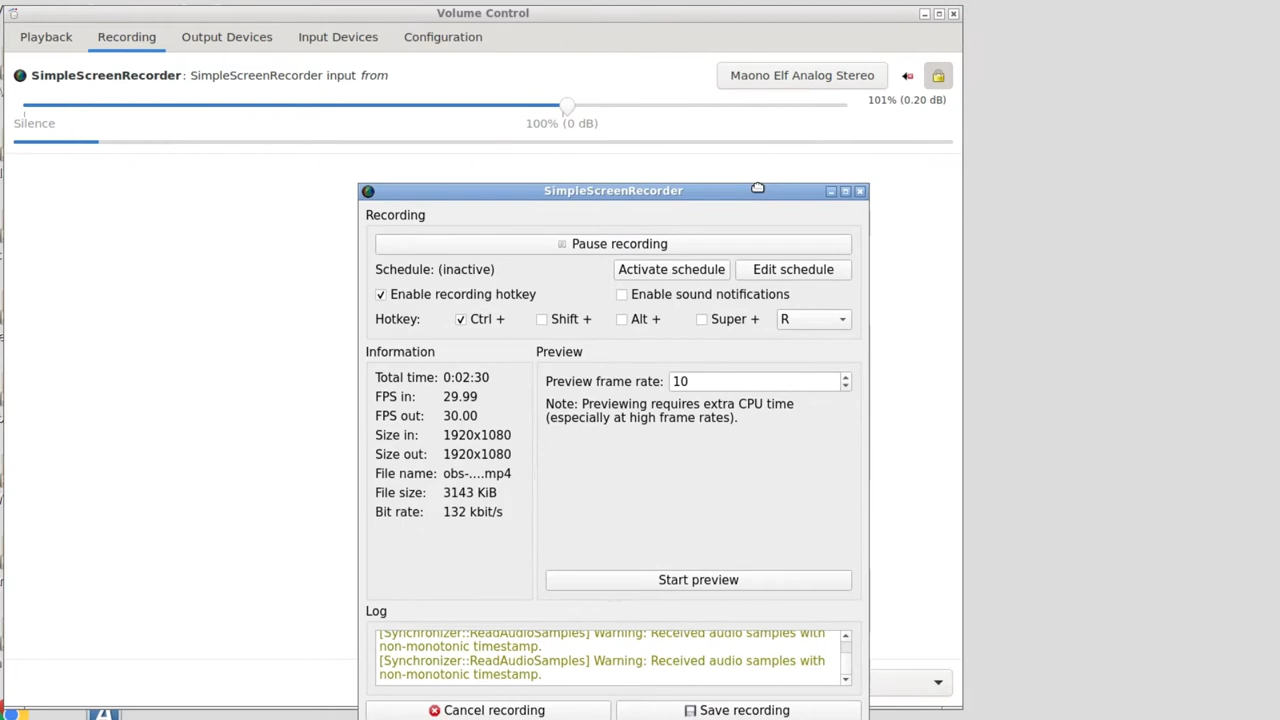 Volume Control
Playback Recording Output Devices Input Devices Configuration
SimpleScreenRecorder: SimpleScreenRecorder input from
Maono Elf Analog Stereo
101% (0.20 dB)
Silence
100% (0 dB)
SimpleScreenRecorder
Recording
Pause recording
Schedule: (inactive)
Activate schedule
Edit schedule
Enable recording hotkey
Enable sound notifications
Hotkey: Ctrl + Shift + Alt + Super + R
Information
Total time: 0:02:30
FPS in: 29.99
FPS out: 30.00
Size in: 1920x1080
Size out: 1920x1080
File name: obs-....mp4
File size: 3143 KiB
Bit rate: 132 kbit/s
Preview
Preview frame rate: 10
Note: Previewing requires extra CPU time
(especially at high frame rates).
Start preview
Log
[Synchronizer::ReadAudioSamples] Warning: Received audio samples with
non-monotonic timestamp.
[Synchronizer::ReadAudioSamples] Warning: Received audio samples with
non-monotonic timestamp.
Cancel recording
Save recording